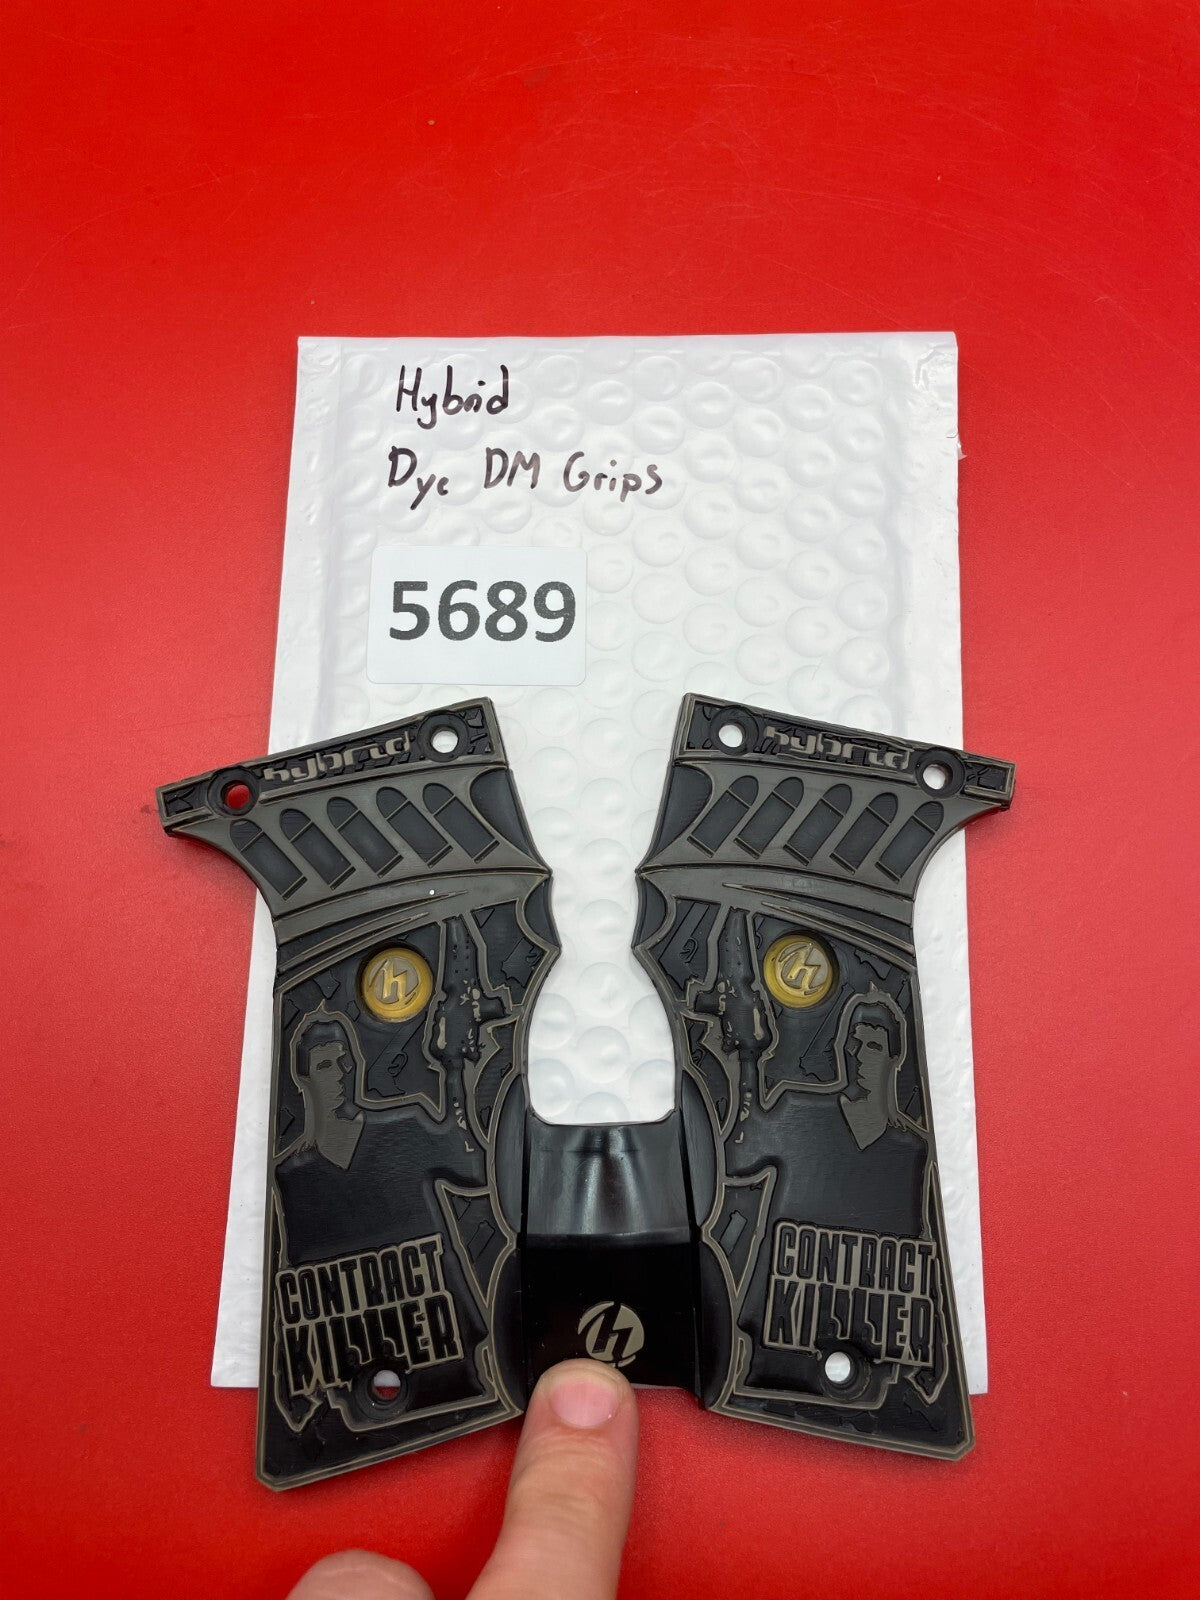 Hybrid
Dye DM Grips
5689
hybrid
hybrid
h
h
CONTRACT
KILLER
CONTRACT
KILLER
h